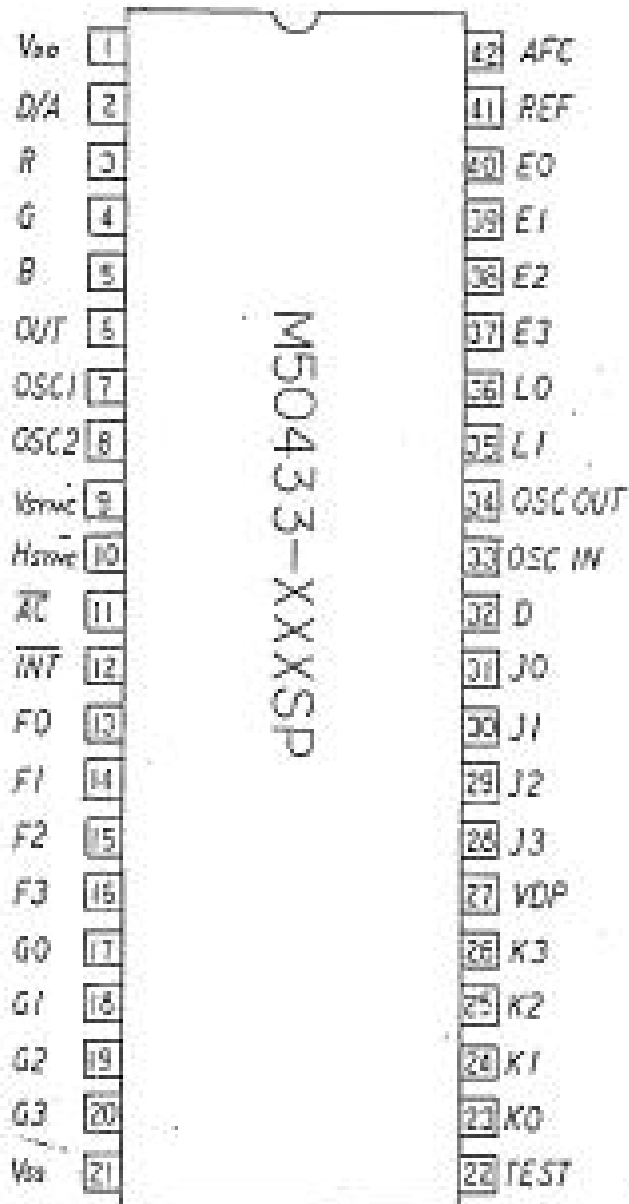 1
D/A 2
R 3
G 4
B 5
OUT 6
OSC1 7
OSC2 8
VSYNC 9
HSYNC 10
AC 11
INT 12
F0 13
F1 14
F2 15
F3 16
G0 17
G1 18
G2 19
G3 20
Vss 21
M50433-XXXSP
42 AFC
41 REF
40 E0
39 E1
38 E2
37 E3
36 L0
35 L1
34 OSC OUT
33 OSC IN
32 D
31 J0
30 J1
29 J2
28 J3
27 VDP
26 K3
25 K2
24 K1
23 K0
22 TEST